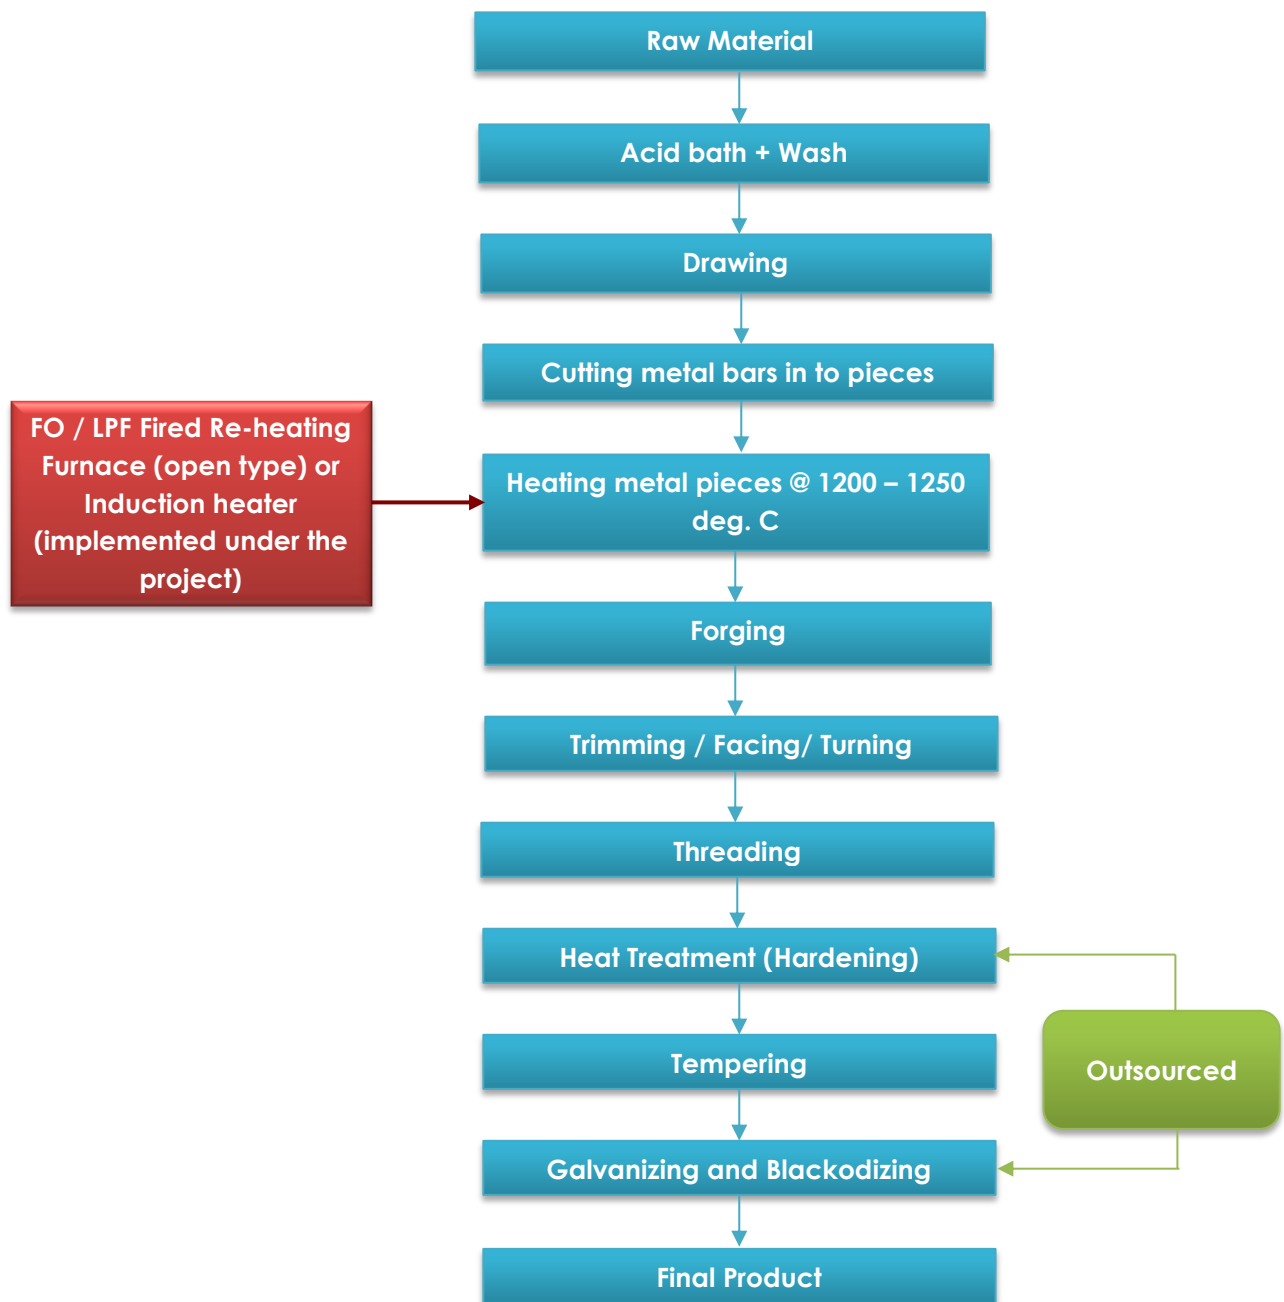 Raw Material
Acid bath + Wash
Drawing
Cutting metal bars in to pieces
FO / LPF Fired Re-heating
Furnace (open type) or
Induction heater
(implemented under the
project)
Heating metal pieces @ 1200 – 1250
deg. C
Forging
Trimming / Facing/ Turning
Threading
Heat Treatment (Hardening)
Tempering
Outsourced
Galvanizing and Blackodizing
Final Product